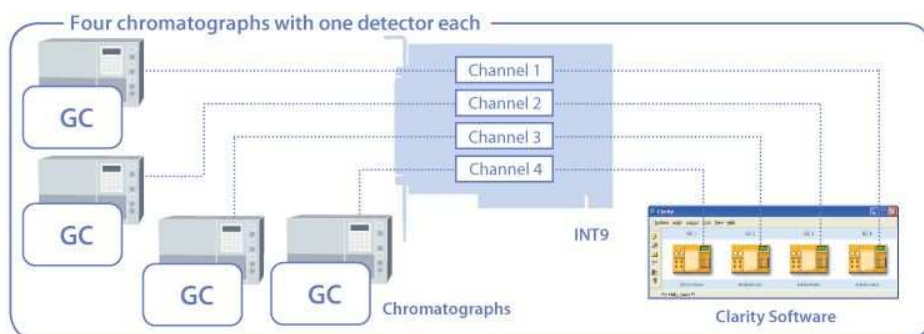 Four chromatographs with one detector each
GC
Channel 1
Channel 2
Channel 3
Channel 4
GC
INT9
Clarity
GC
GC
Chromatographs
Clarity Software